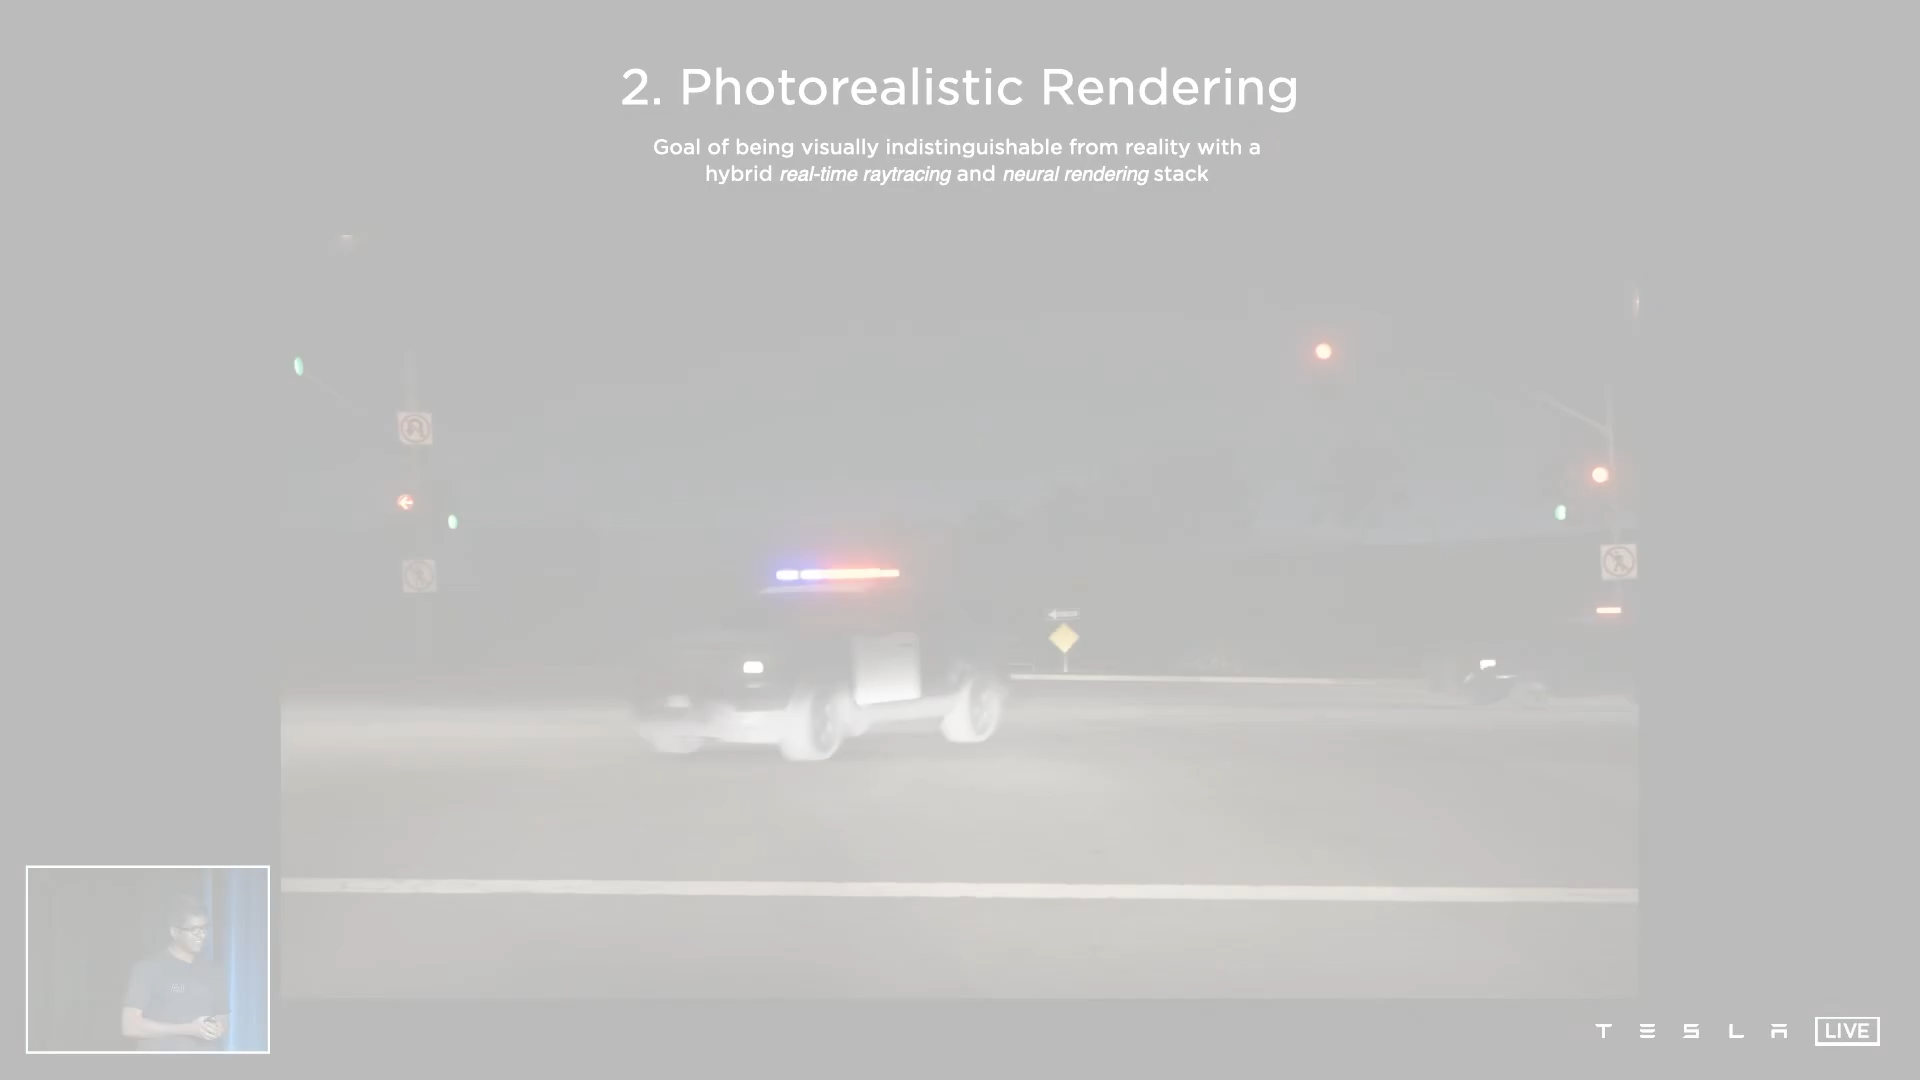 2. Photorealistic Rendering
Goal of being visually indistinguishable from reality with a
hybrid real-time raytracing and neural rendering stack
TESLA LIVE